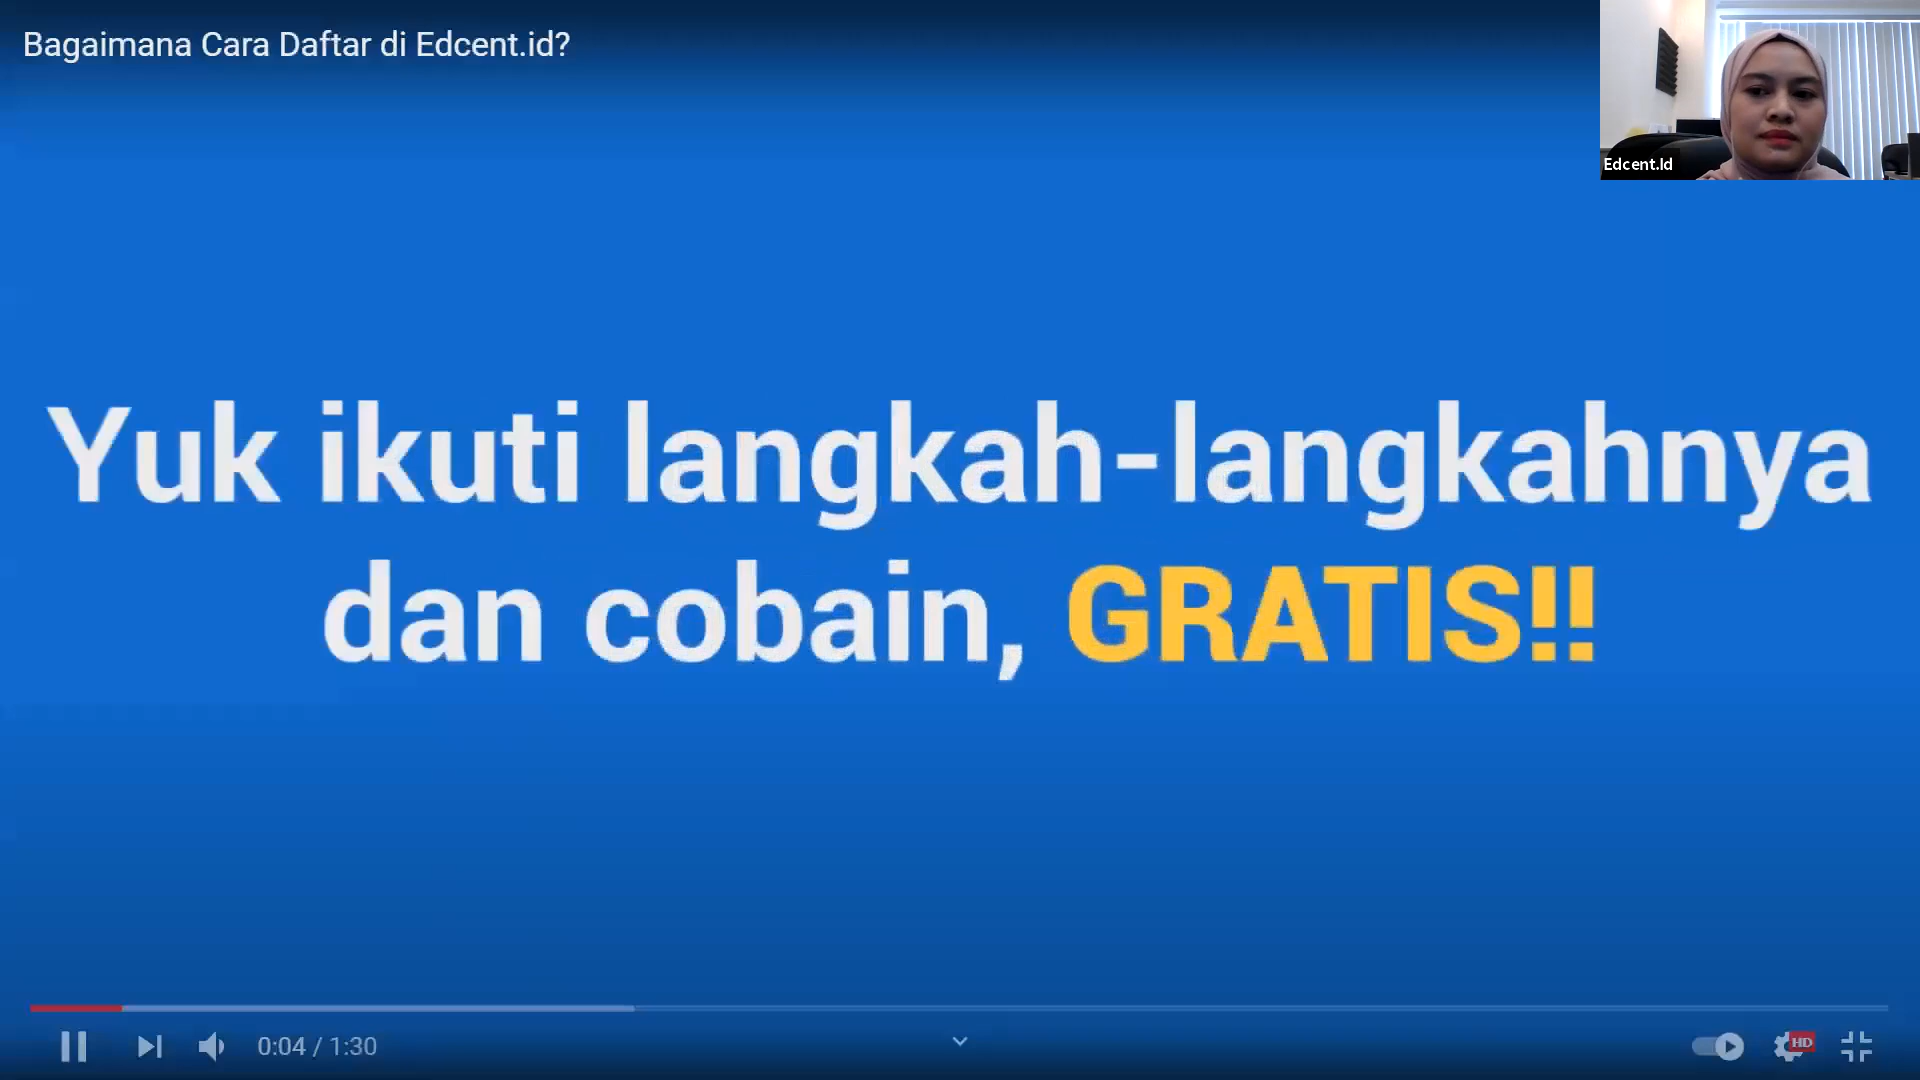 Bagaimana Cara Daftar di Edcent.id?
Edcent.Id
Yuk ikuti langkah-langkahnya
dan cobain, GRATIS!!
0:04 / 1:30
HD